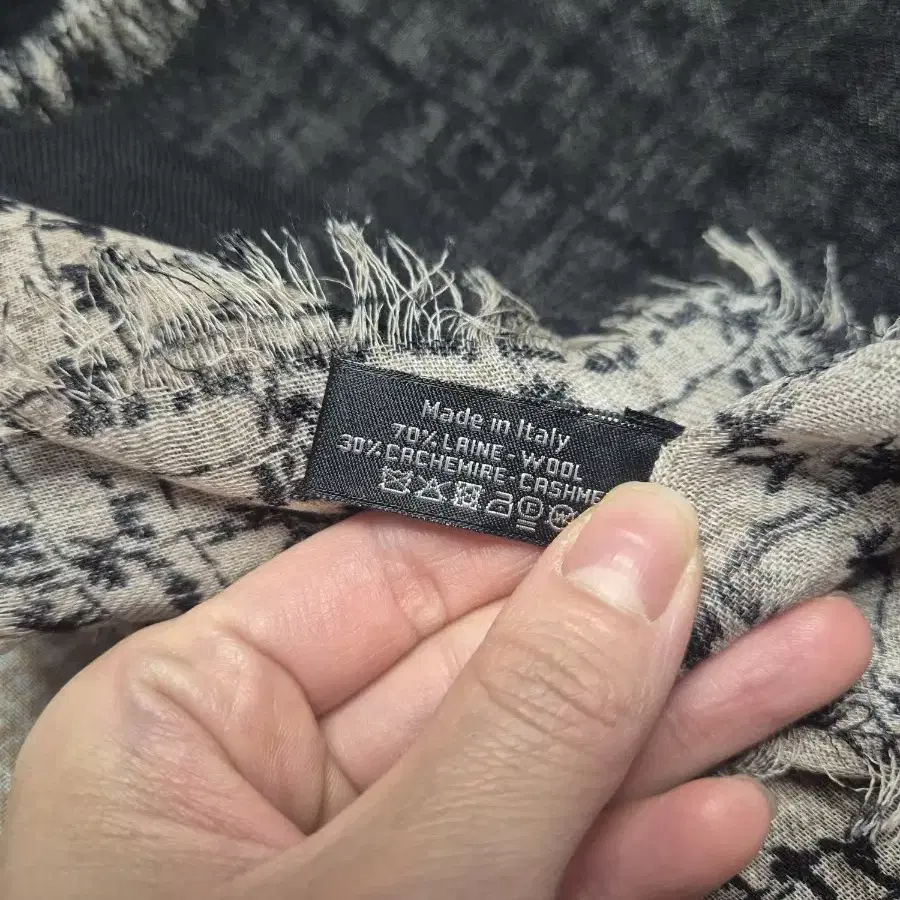 Made in Italy
70% LAINE - WOOL
30% CACHEMIRE - CASHME